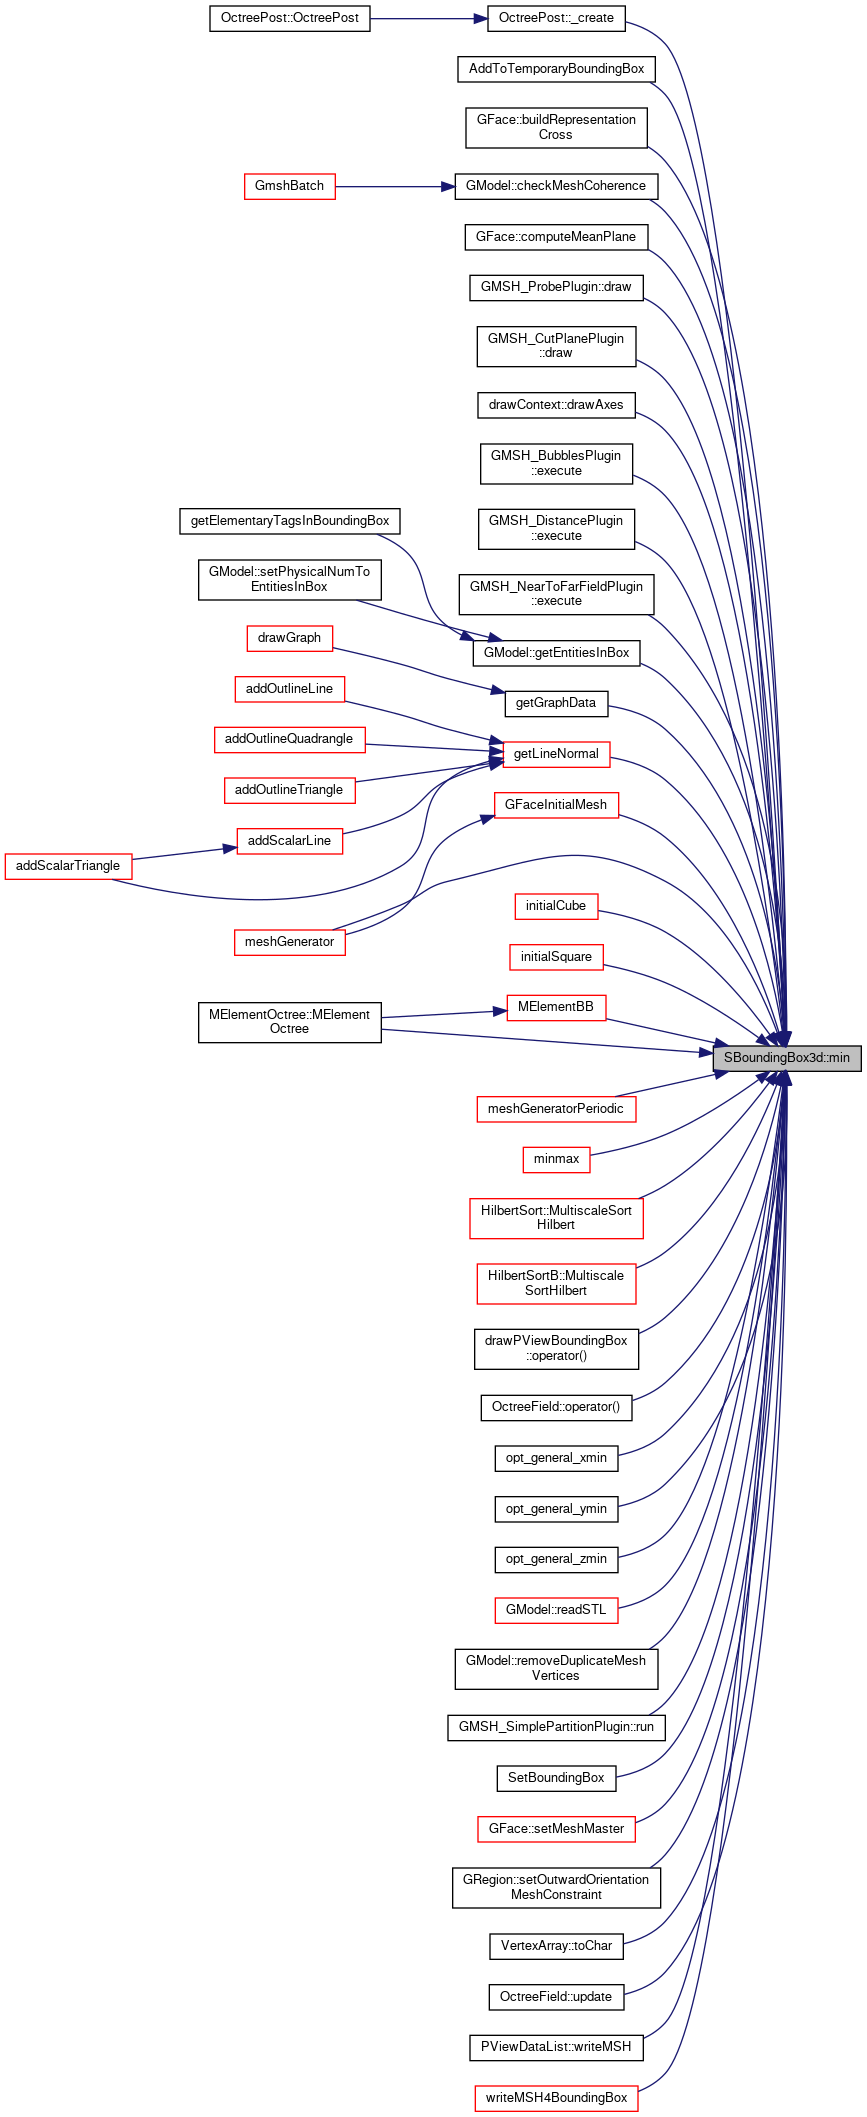 OctreePost::OctreePost
OctreePost::_create
AddToTemporaryBoundingBox
GFace::buildRepresentation
Cross
GmshBatch
GModel::checkMeshCoherence
GFace::computeMeanPlane
GMSH_ProbePlugin::draw
GMSH_CutPlanePlugin
::draw
drawContext::drawAxes
GMSH_BubblesPlugin
::execute
getElementaryTagsInBoundingBox
GMSH_DistancePlugin
::execute
GModel::setPhysicalNumTo
EntitiesInBox
GMSH_NearToFarFieldPlugin
::execute
drawGraph
GModel::getEntitiesInBox
addOutlineLine
getGraphData
addOutlineQuadrangle
getLineNormal
addOutlineTriangle
GFaceInitialMesh
addScalarLine
addScalarTriangle
initialCube
meshGenerator
initialSquare
MElementOctree::MElement
Octree
MElementBB
SBoundingBox3d::min
meshGeneratorPeriodic
minmax
HilbertSort::MultiscaleSort
Hilbert
HilbertSortB::Multiscale
SortHilbert
drawPViewBoundingBox
::operator()
OctreeField::operator()
opt_general_xmin
opt_general_ymin
opt_general_zmin
GModel::readSTL
GModel::removeDuplicateMesh
Vertices
GMSH_SimplePartitionPlugin::run
SetBoundingBox
GFace::setMeshMaster
GRegion::setOutwardOrientation
MeshConstraint
VertexArray::toChar
OctreeField::update
PViewDataList::writeMSH
writeMSH4BoundingBox